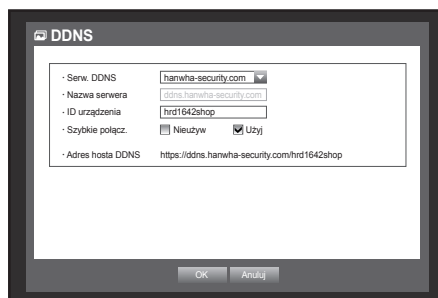 DDNS
· Serw. DDNS hanwha-security.com
· Nazwa serwera ddns.hanwha-security.com
· ID urządzenia hrd1642shop
· Szybkie połącz. Nieużyw Użyj
· Adres hosta DDNS https://ddns.hanwha-security.com/hrd1642shop
OK Anuluj